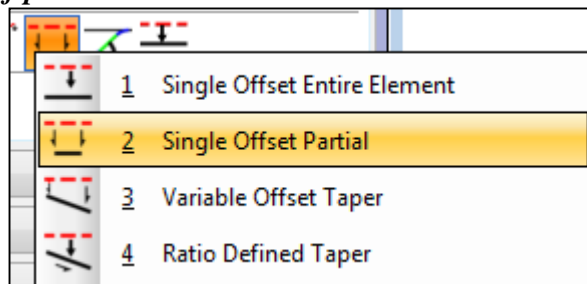 1 Single Offset Entire Element
2 Single Offset Partial
3 Variable Offset Taper
4 Ratio Defined Taper